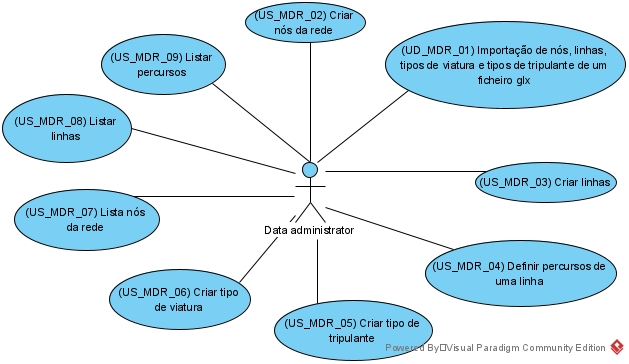 (US_MDR_02) Criar
nós da rede
(UD_MDR_01) Importação de nós, linhas,
tipos de viatura e tipos de tripulante de um
ficheiro glx
(US_MDR_09) Listar
percursos
(US_MDR_08) Listar
linhas
(US_MDR_03) Criar linhas
(US_MDR_07) Lista nós
da rede
Data administrator
(US_MDR_04) Definir percursos de
uma linha
(US_MDR_06) Criar tipo
de viatura
(US_MDR_05) Criar tipo de
tripulante
Powered By Visual Paradigm Community Edition